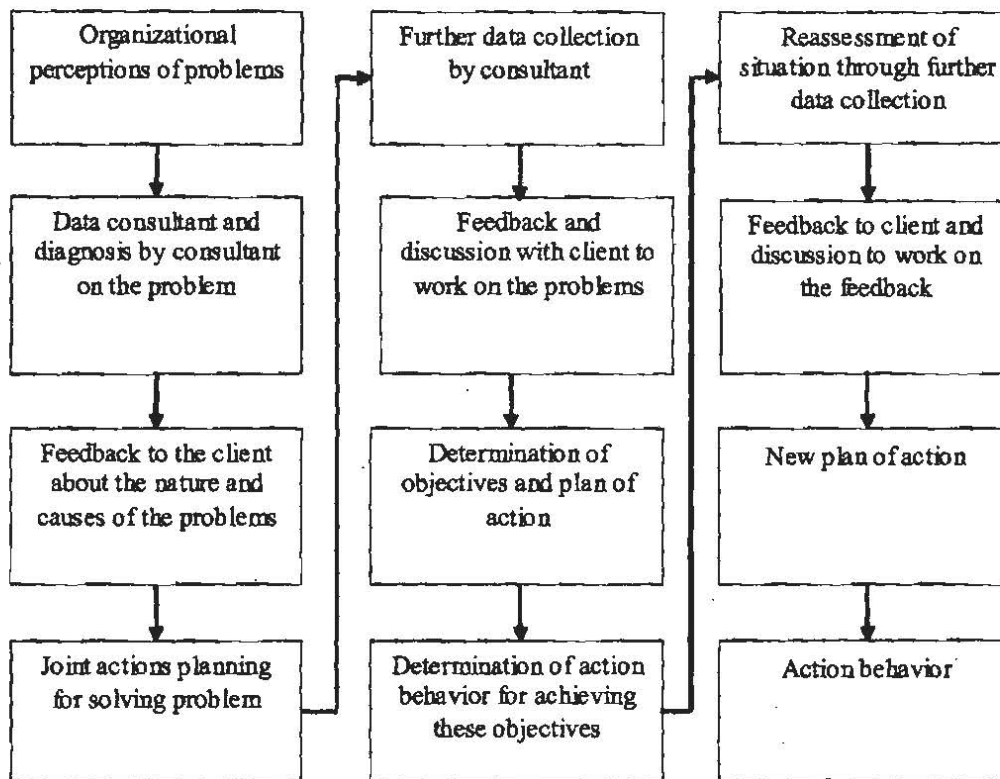 Organizational
perceptions of problems
Data consultant and
diagnosis by consultant
on the problem
Feedback to the client
about the nature and
causes of the problems
Joint actions planning
for solving problem
Further data collection
by consultant
Feedback and
discussion with client to
work on the problems
Determination of
objectives and plan of
action
Determination of action
behavior for achieving
these objectives
Reassessment of
situation through further
data collection
Feedback to client and
discussion to work on
the feedback
New plan of action
Action behavior